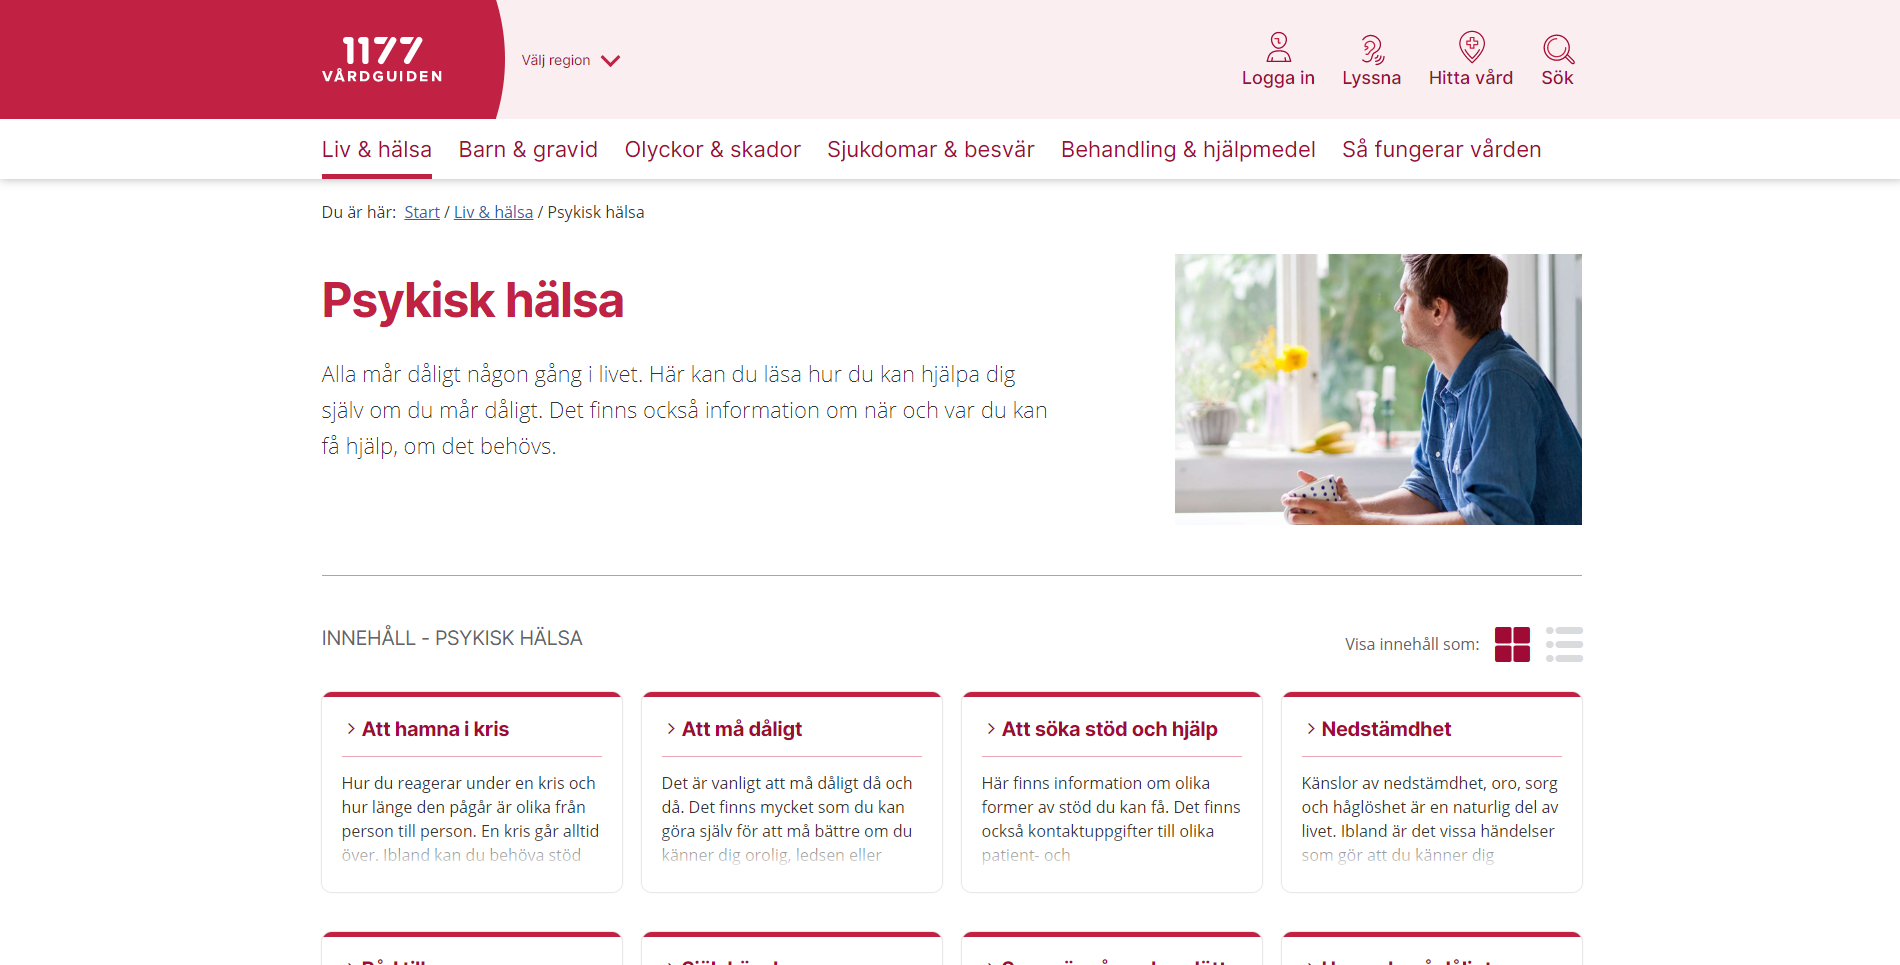 1177
VÅRDGUIDEN
Välj region
Logga in
Lyssna
Hitta vård
Sök
Liv & hälsa
Barn & gravid
Olyckor & skador
Sjukdomar & besvär
Behandling & hjälpmedel
Så fungerar vården
Du är här: Start / Liv & hälsa / Psykisk hälsa
Psykisk hälsa
Alla mår dåligt någon gång i livet. Här kan du läsa hur du kan hjälpa dig
själv om du mår dåligt. Det finns också information om när och var du kan
få hjälp, om det behövs.
INNEHÅLL - PSYKISK HÄLSA
Visa innehåll som:
Att hamna i kris
Hur du reagerar under en kris och
hur länge den pågår är olika från
person till person. En kris går alltid
över. Ibland kan du behöva stöd
Att må dåligt
Det är vanligt att må dåligt då och
då. Det finns mycket som du kan
göra själv för att må bättre om du
känner dig orolig, ledsen eller
Att söka stöd och hjälp
Här finns information om olika
former av stöd du kan få. Det finns
också kontaktuppgifter till olika
patient- och
Nedstämdhet
Känslor av nedstämdhet, oro, sorg
och håglöshet är en naturlig del av
livet. Ibland är det vissa händelser
som gör att du känner dig